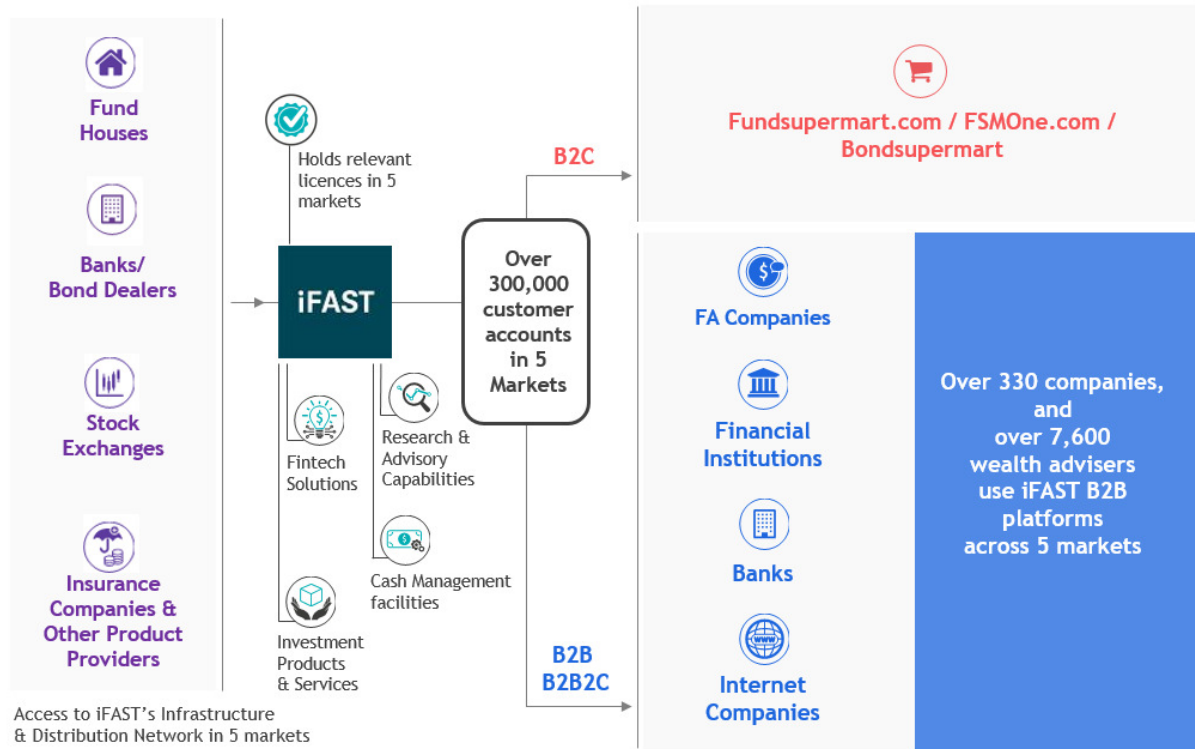 Fund
Houses
Banks/
Bond Dealers
Stock
Exchanges
Insurance
Companies &
Other Product
Providers
Access to iFAST's Infrastructure
& Distribution Network in 5 markets
Holds relevant
licences in 5
markets
iFAST
Fintech
Solutions
Research &
Advisory
Capabilities
Cash Management
facilities
Investment
Products
& Services
Over
300,000
customer
accounts
in 5
Markets
B2C
B2B
B2B2C
Fundsupermart.com / FSMOne.com /
Bondsupermart
FA Companies
Financial
Institutions
Banks
www
Internet
Companies
Over 330 companies,
and
over 7,600
wealth advisers
use iFAST B2B
platforms
across 5 markets